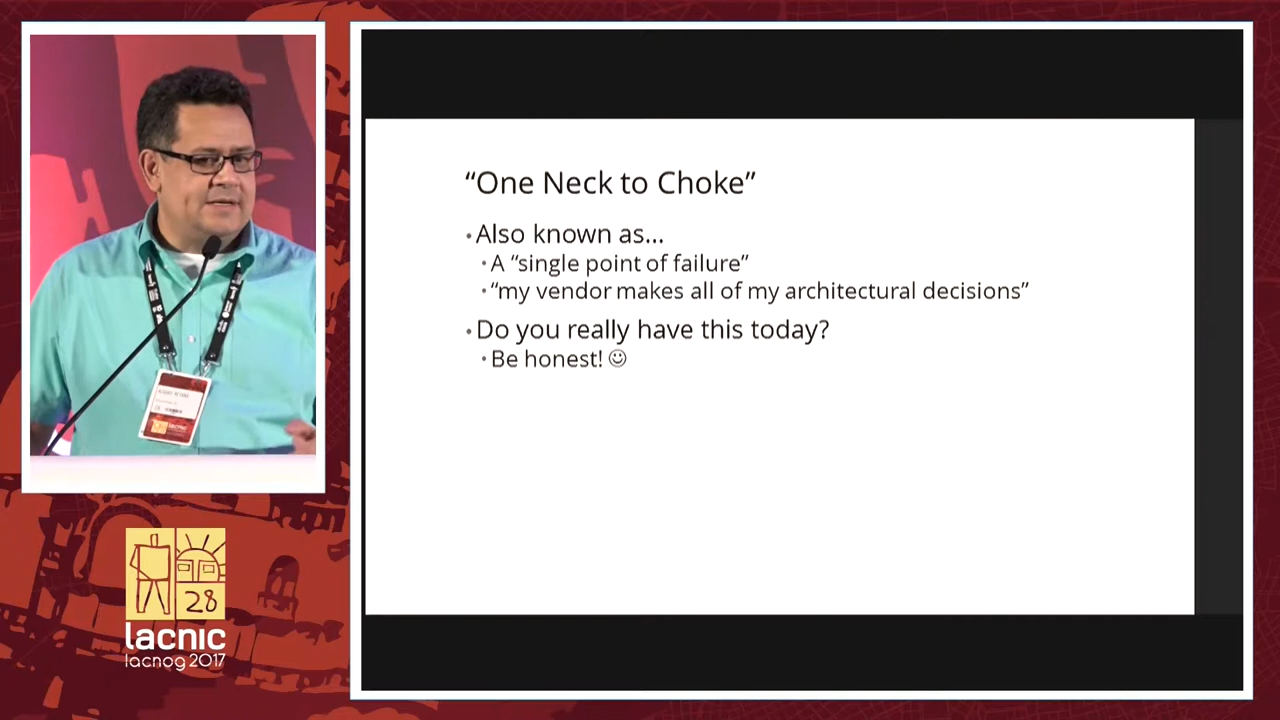 “One Neck to Choke”
• Also known as...
• A “single point of failure”
• “my vendor makes all of my architectural decisions”
• Do you really have this today?
• Be honest! ☺
lacnic
28
lacnic
lacnog 2017